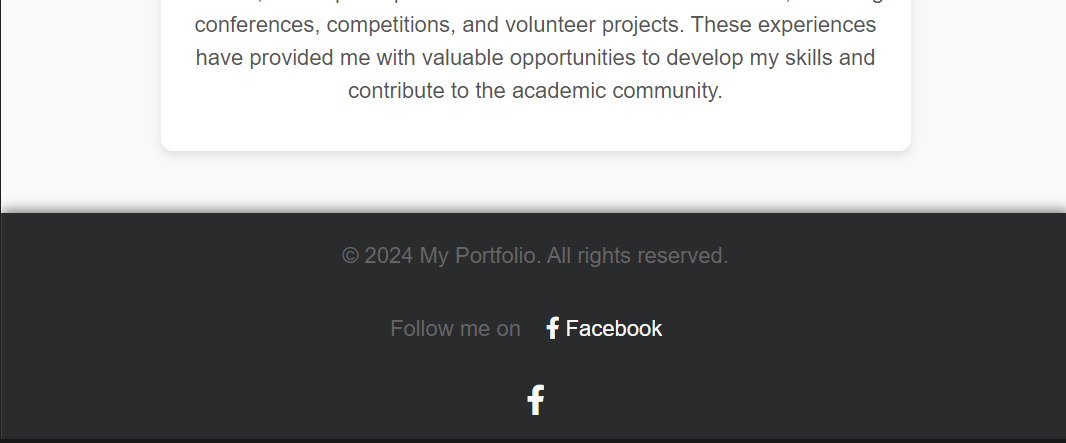 conferences, competitions, and volunteer projects. These experiences
have provided me with valuable opportunities to develop my skills and
contribute to the academic community.
© 2024 My Portfolio. All rights reserved.
Follow me on Facebook